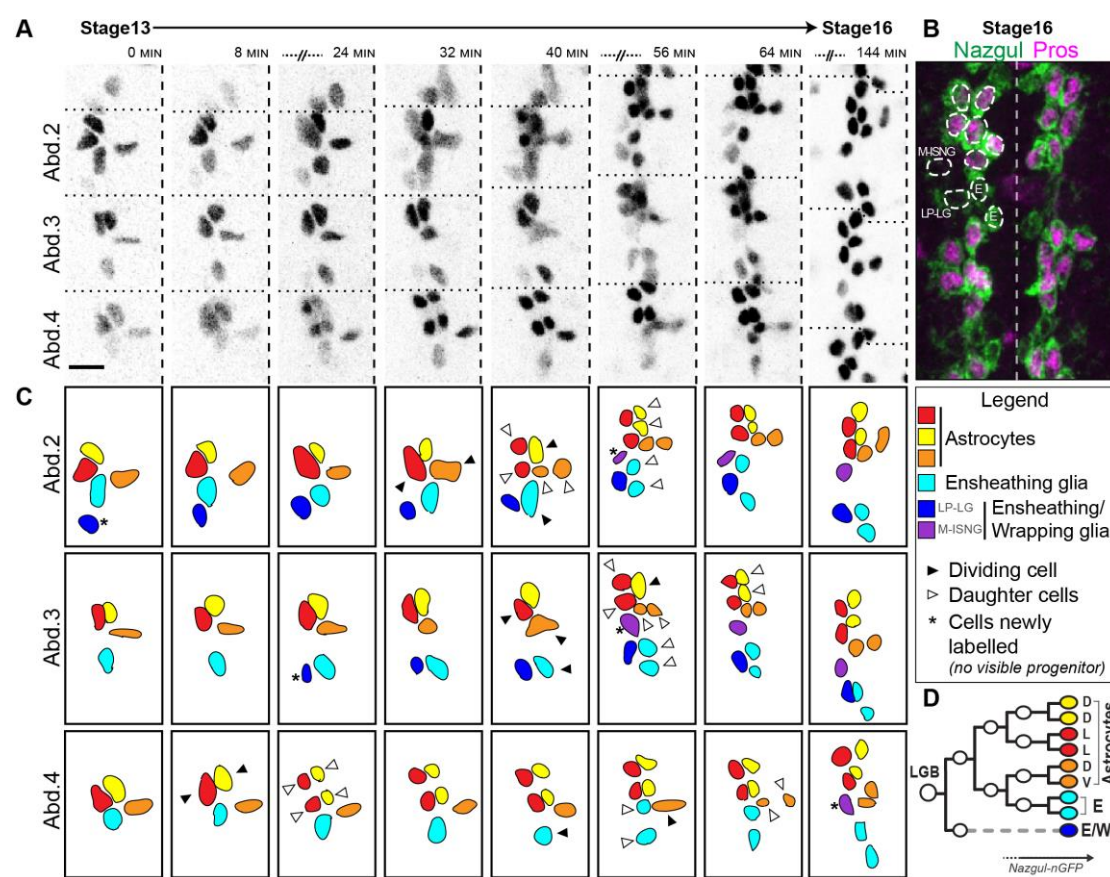 A
Stage13
Stage16
0 MIN
8 MIN
24 MIN
32 MIN
40 MIN
56 MIN
64 MIN
144 MIN
Abd.2
Abd.3
Abd.4
B
Stage16
Nazgul Pros
M-ISNG
LP-LG
E
E
C
Abd.2
Abd.3
Abd.4
*
*
*
*
*
Legend
Astrocytes
Ensheathing glia
LP-LG
M-ISNG
Ensheathing/
Wrapping glia
Dividing cell
Daughter cells
* Cells newly
labelled
(no visible progenitor)
D
LGB
D
D
L
L
D
V
Astrocytes
E
E/W
Nazgul-nGFP